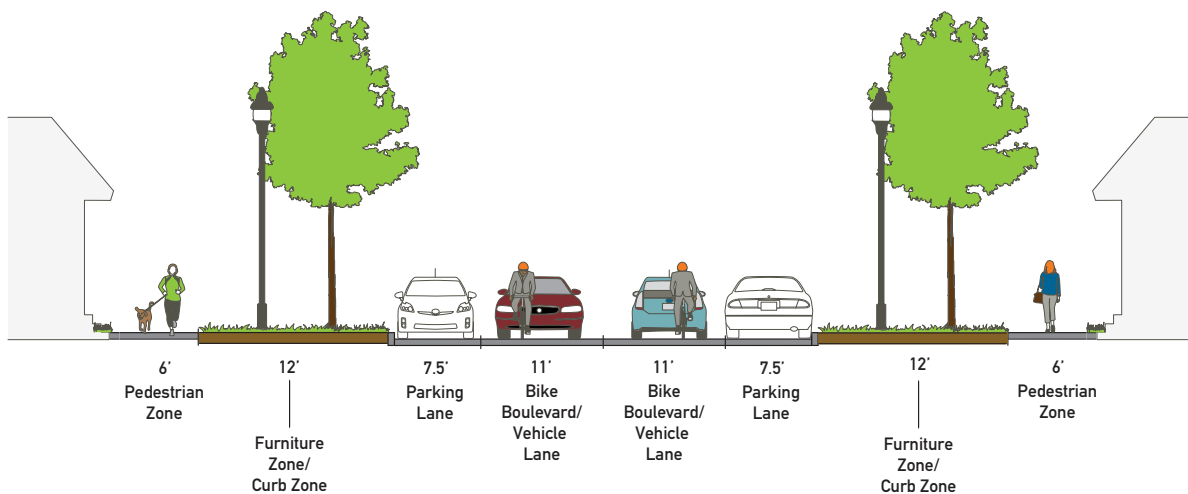 6′
Pedestrian
Zone
12′
Furniture
Zone/
Curb Zone
7.5′
Parking
Lane
11′
Bike
Boulevard/
Vehicle
Lane
11′
Bike
Boulevard/
Vehicle
Lane
7.5′
Parking
Lane
12′
Furniture
Zone/
Curb Zone
6′
Pedestrian
Zone